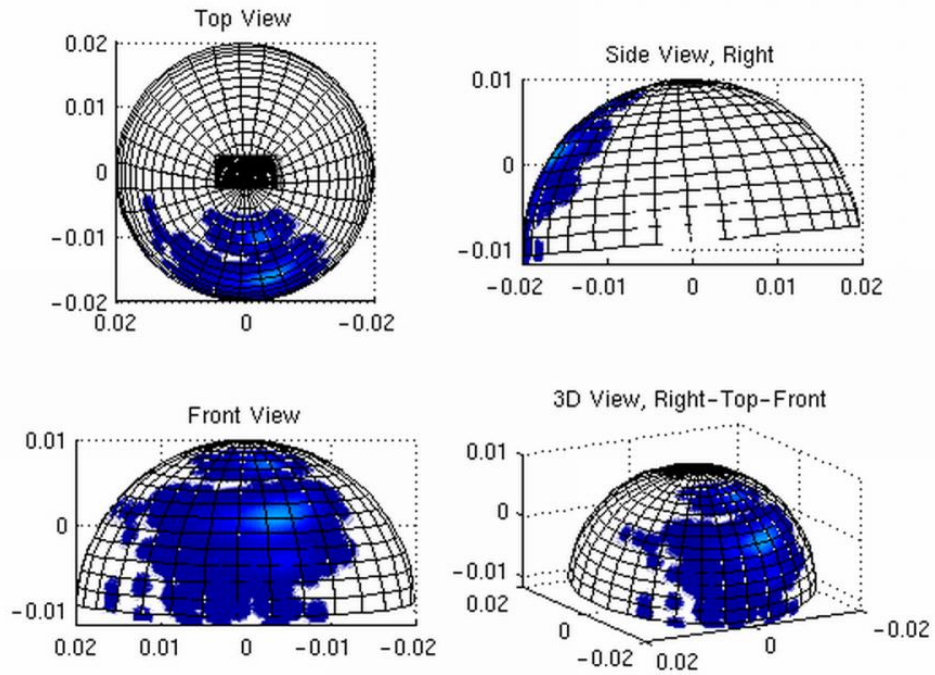 Top View
0.02
0.01
0
-0.01
-0.02
0.02 0 -0.02
Side View, Right
0.01
0
-0.01
-0.02 -0.01 0 0.01 0.02
Front View
0.01
0
-0.01
0.02 0.01 0 -0.01 -0.02
3D View, Right-Top-Front
0.01
0
-0.01
0.02
0
-0.02
0.02
0
-0.02